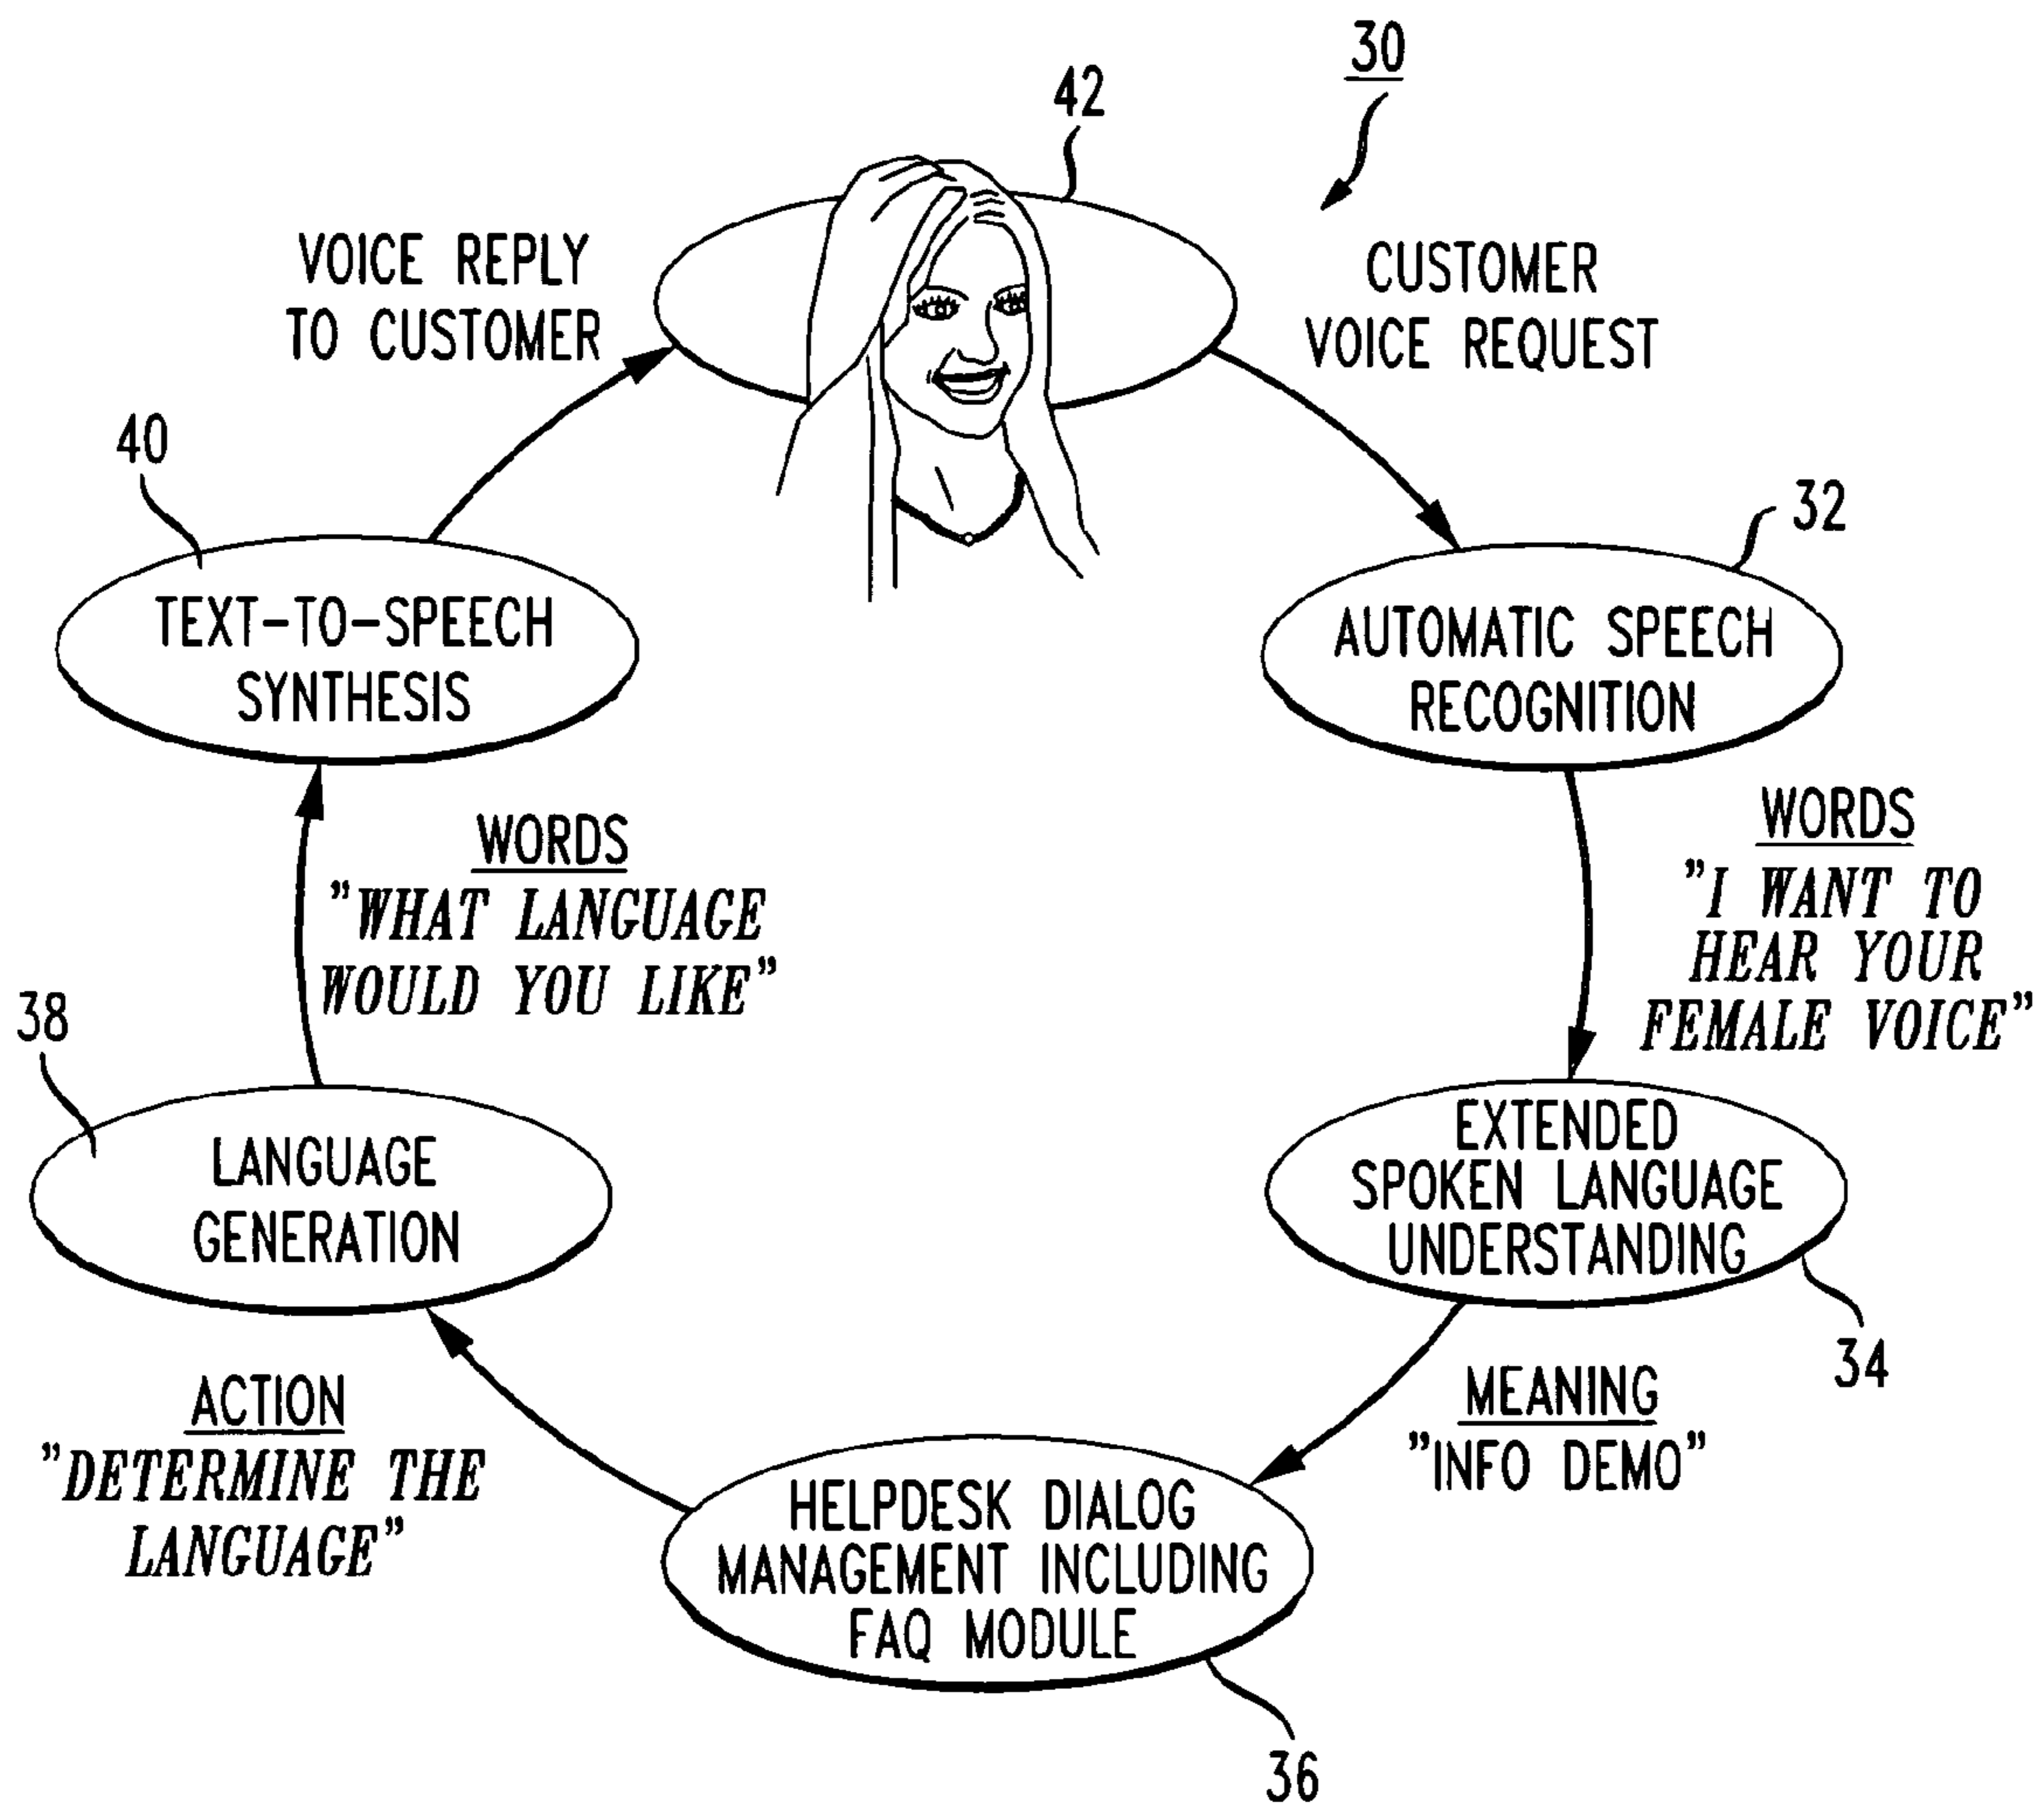 30
42
VOICE REPLY
TO CUSTOMER
CUSTOMER
VOICE REQUEST
40
32
TEXT-TO-SPEECH
SYNTHESIS
AUTOMATIC SPEECH
RECOGNITION
WORDS
"WHAT LANGUAGE
WOULD YOU LIKE"
WORDS
"I WANT TO
HEAR YOUR
FEMALE VOICE"
38
LANGUAGE
GENERATION
EXTENDED
SPOKEN LANGUAGE
UNDERSTANDING
34
ACTION
"DETERMINE THE
LANGUAGE"
MEANING
"INFO DEMO"
HELPDESK DIALOG
MANAGEMENT INCLUDING
FAQ MODULE
36